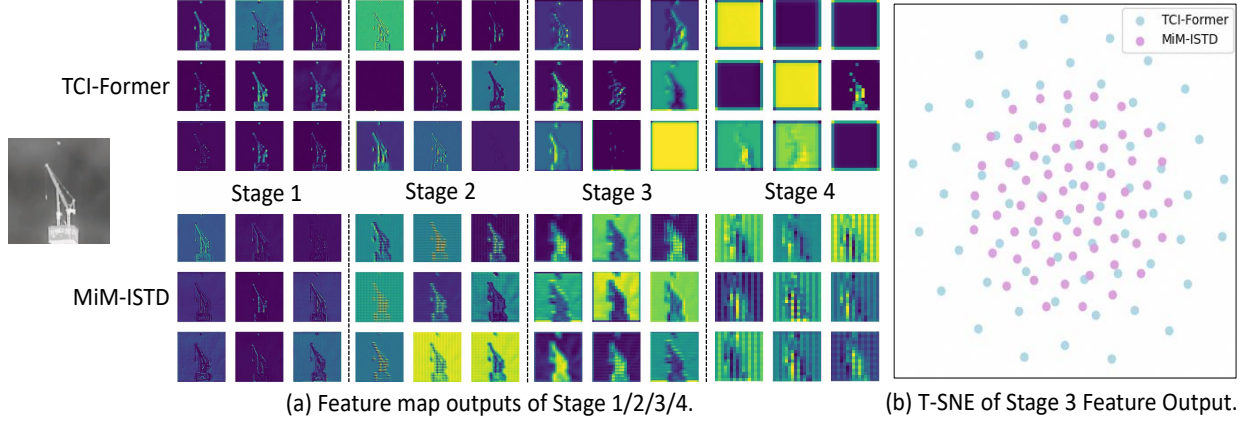 TCI-Former
Stage 1
Stage 2
Stage 3
Stage 4
MiM-ISTD
(a) Feature map outputs of Stage 1/2/3/4.
TCI-Former
MiM-ISTD
(b) T-SNE of Stage 3 Feature Output.